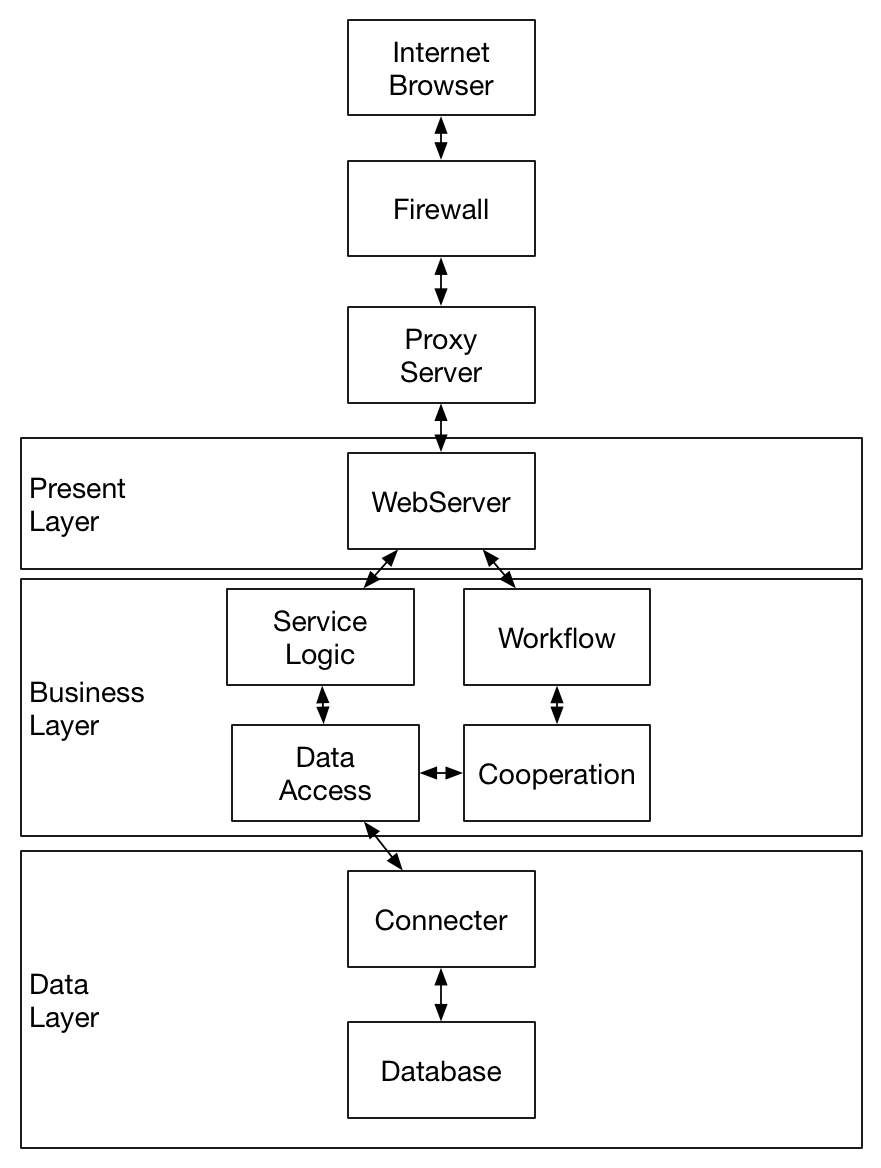 Internet
Browser
Firewall
Proxy
Server
Present
Layer
WebServer
Service
Logic
Workflow
Business
Layer
Data
Access
Cooperation
Connecter
Data
Layer
Database